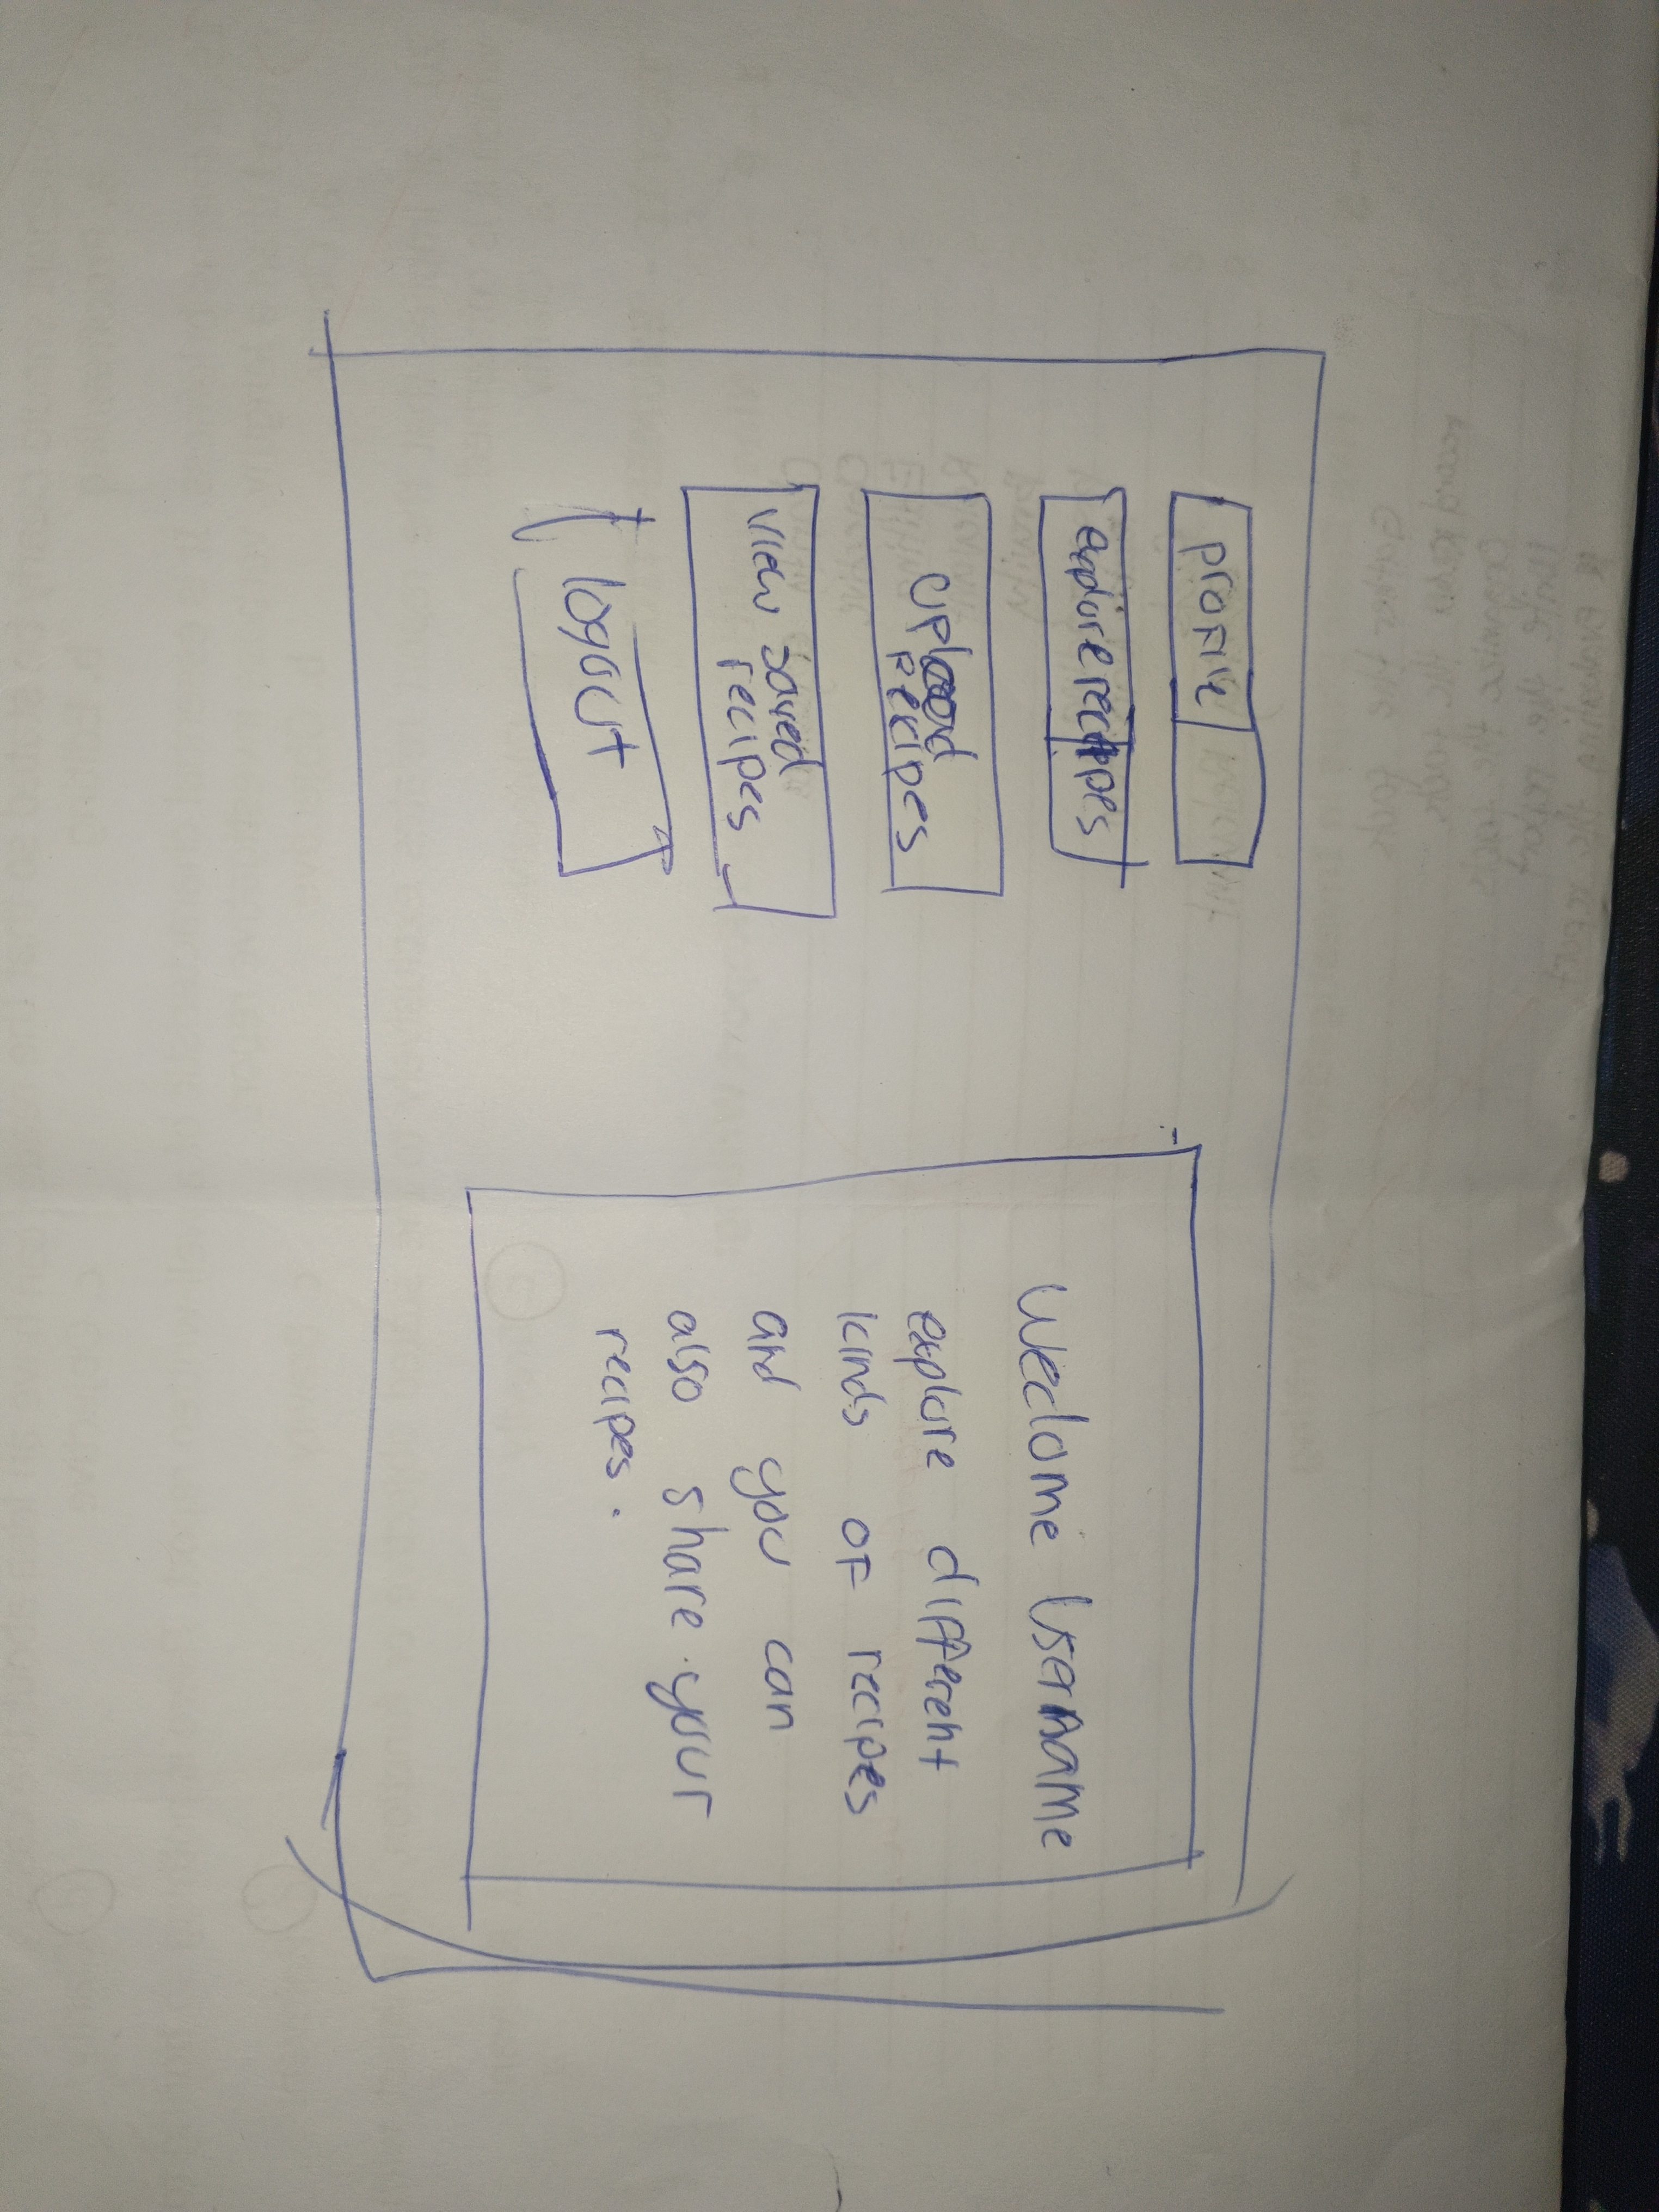 profile
explore recipes
upload
recipes
view saved
recipes
logout
Weclome Username
explore different
kinds of recipes
and you can
also share your
recipes.